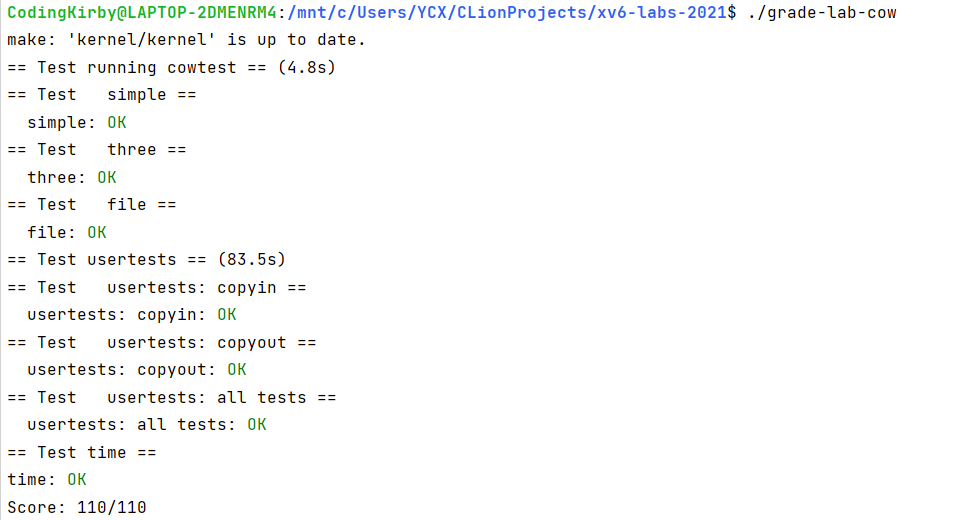 CodingKirby@LAPTOP-2DMENRM4:/mnt/c/Users/YCX/CLionProjects/xv6-labs-2021$ ./grade-lab-cow
make: 'kernel/kernel' is up to date.
== Test running cowtest == (4.8s)
== Test   simple ==
  simple: OK
== Test   three ==
  three: OK
== Test   file ==
  file: OK
== Test usertests == (83.5s)
== Test   usertests: copyin ==
  usertests: copyin: OK
== Test   usertests: copyout ==
  usertests: copyout: OK
== Test   usertests: all tests ==
  usertests: all tests: OK
== Test time ==
time: OK
Score: 110/110